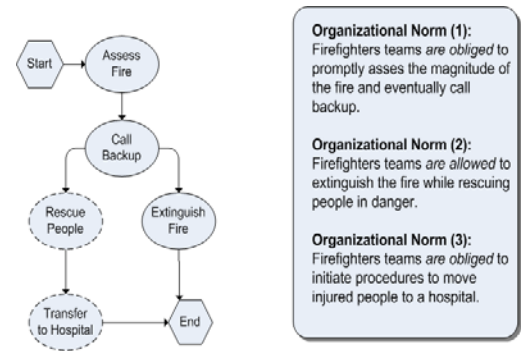 Start
Assess
Fire
Call
Backup
Rescue
People
Extinguish
Fire
Transfer
to Hospital
End
Organizational Norm (1):
Firefighters teams are obliged to
promptly asses the magnitude of
the fire and eventually call
backup.
Organizational Norm (2):
Firefighters teams are allowed to
extinguish the fire while rescuing
people in danger.
Organizational Norm (3):
Firefighters teams are obliged to
initiate procedures to move
injured people to a hospital.